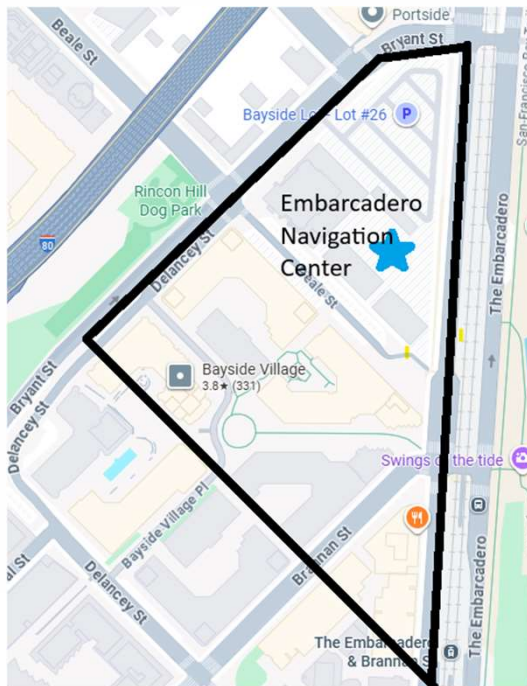 Portside
Beale St
Bryant St
San Francisco Bay T
Bayside Lot - Lot #26
P
Rincon Hill
Dog Park
80
Embarcadero
Navigation
Center
Delancey St
Beale St
The Embarcadero
Bayside Village
3.8★ (331)
Bryant St
Delancey St
Swings of the tide
Bayside Village Pl
Brannan St
Delancey St
The Embarcadero
The Embarcadero
& Brannan St